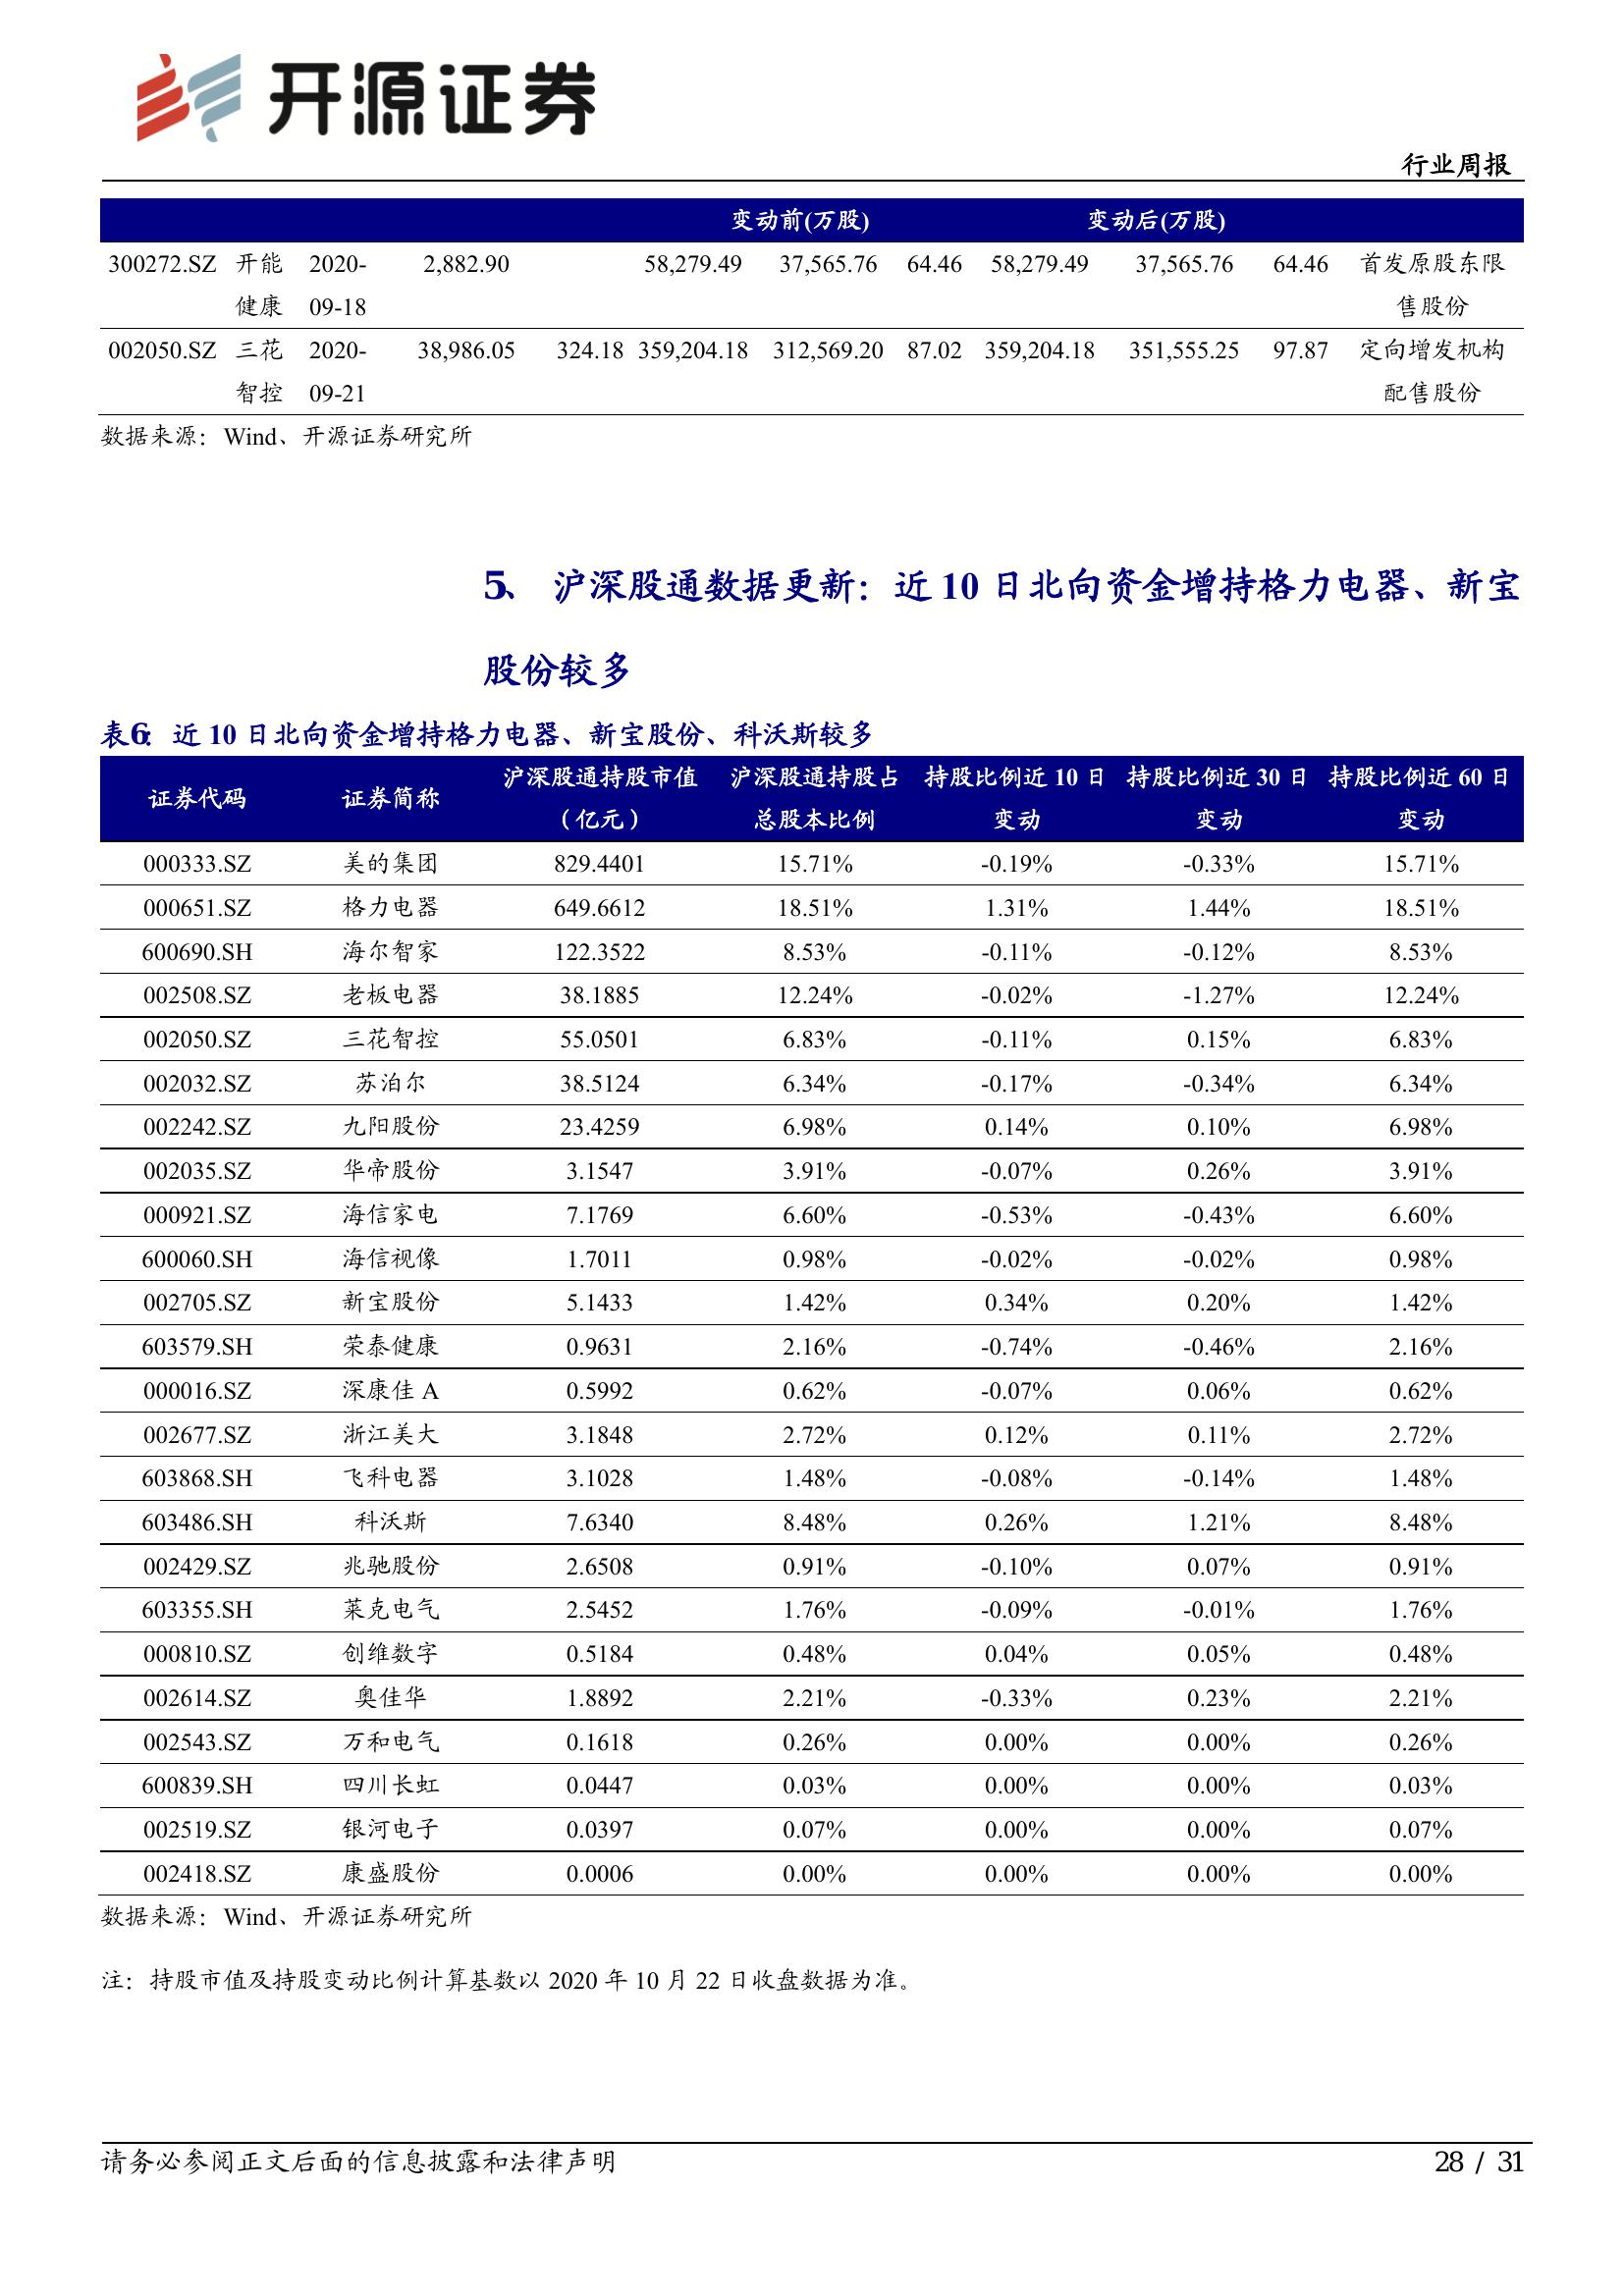 开源证券
行业周报
变动前(万股) 变动后(万股)
300272.SZ 开能 2020- 2,882.90 58,279.49 37,565.76 64.46 58,279.49 37,565.76 64.46 首发原股东限
健康 09-18 售股份
002050.SZ 三花 2020- 38,986.05 324.18 359,204.18 312,569.20 87.02 359,204.18 351,555.25 97.87 定向增发机构
智控 09-21 配售股份
数据来源：Wind、开源证券研究所
5、 沪深股通数据更新：近 10 日北向资金增持格力电器、新宝
股份较多
表6：近 10 日北向资金增持格力电器、新宝股份、科沃斯较多
证券代码 证券简称 沪深股通持股市值 沪深股通持股占 持股比例近 10 日 持股比例近 30 日 持股比例近 60 日
（亿元） 总股本比例 变动 变动 变动
000333.SZ 美的集团 829.4401 15.71% -0.19% -0.33% 15.71%
000651.SZ 格力电器 649.6612 18.51% 1.31% 1.44% 18.51%
600690.SH 海尔智家 122.3522 8.53% -0.11% -0.12% 8.53%
002508.SZ 老板电器 38.1885 12.24% -0.02% -1.27% 12.24%
002050.SZ 三花智控 55.0501 6.83% -0.11% 0.15% 6.83%
002032.SZ 苏泊尔 38.5124 6.34% -0.17% -0.34% 6.34%
002242.SZ 九阳股份 23.4259 6.98% 0.14% 0.10% 6.98%
002035.SZ 华帝股份 3.1547 3.91% -0.07% 0.26% 3.91%
000921.SZ 海信家电 7.1769 6.60% -0.53% -0.43% 6.60%
600060.SH 海信视像 1.7011 0.98% -0.02% -0.02% 0.98%
002705.SZ 新宝股份 5.1433 1.42% 0.34% 0.20% 1.42%
603579.SH 荣泰健康 0.9631 2.16% -0.74% -0.46% 2.16%
000016.SZ 深康佳 A 0.5992 0.62% -0.07% 0.06% 0.62%
002677.SZ 浙江美大 3.1848 2.72% 0.12% 0.11% 2.72%
603868.SH 飞科电器 3.1028 1.48% -0.08% -0.14% 1.48%
603486.SH 科沃斯 7.6340 8.48% 0.26% 1.21% 8.48%
002429.SZ 兆驰股份 2.6508 0.91% -0.10% 0.07% 0.91%
603355.SH 莱克电气 2.5452 1.76% -0.09% -0.01% 1.76%
000810.SZ 创维数字 0.5184 0.48% 0.04% 0.05% 0.48%
002614.SZ 奥佳华 1.8892 2.21% -0.33% 0.23% 2.21%
002543.SZ 万和电气 0.1618 0.26% 0.00% 0.00% 0.26%
600839.SH 四川长虹 0.0447 0.03% 0.00% 0.00% 0.03%
002519.SZ 银河电子 0.0397 0.07% 0.00% 0.00% 0.07%
002418.SZ 康盛股份 0.0006 0.00% 0.00% 0.00% 0.00%
数据来源：Wind、开源证券研究所
注：持股市值及持股变动比例计算基数以 2020 年 10 月 22 日收盘数据为准。
请务必参阅正文后面的信息披露和法律声明 28 / 31